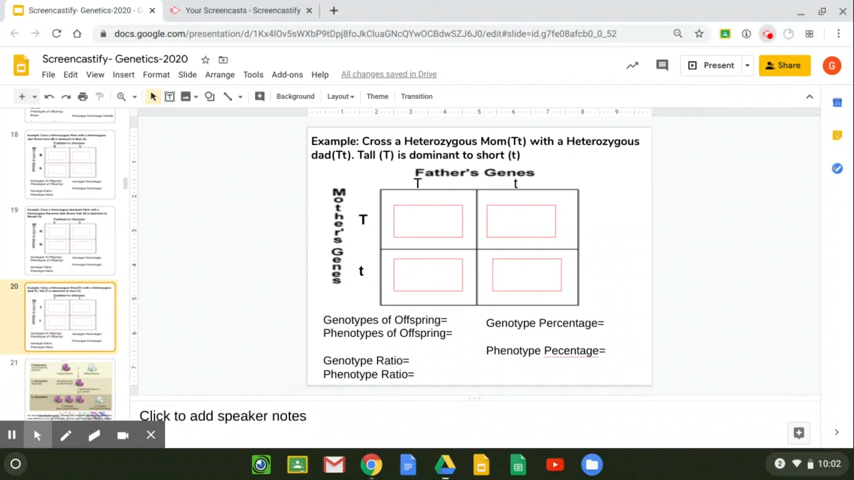 Screencastify- Genetics-2020 -
Your Screencasts - Screencastify
docs.google.com/presentation/d/1Kx4lOv5sWXbP9tDpj8foJkCluaGNcQYwOCBdwSZJ6J0/edit#slide=id.g7fe08afcb0_0_52
Screencastify- Genetics-2020
File Edit View Insert Format Slide Arrange Tools Add-ons Help All changes saved in Drive
Present
Share
G
Background Layout Theme Transition
18
19
20
21
Example: Cross a Heterozygous Mom(Tt) with a Heterozygous
dad(Tt). Tall (T) is dominant to short (t)
Father's Genes
T t
Mother's Genes
T
t
Genotypes of Offspring=
Phenotypes of Offspring=
Genotype Ratio=
Phenotype Ratio=
Genotype Percentage=
Phenotype Pecentage=
Click to add speaker notes
2 10:02